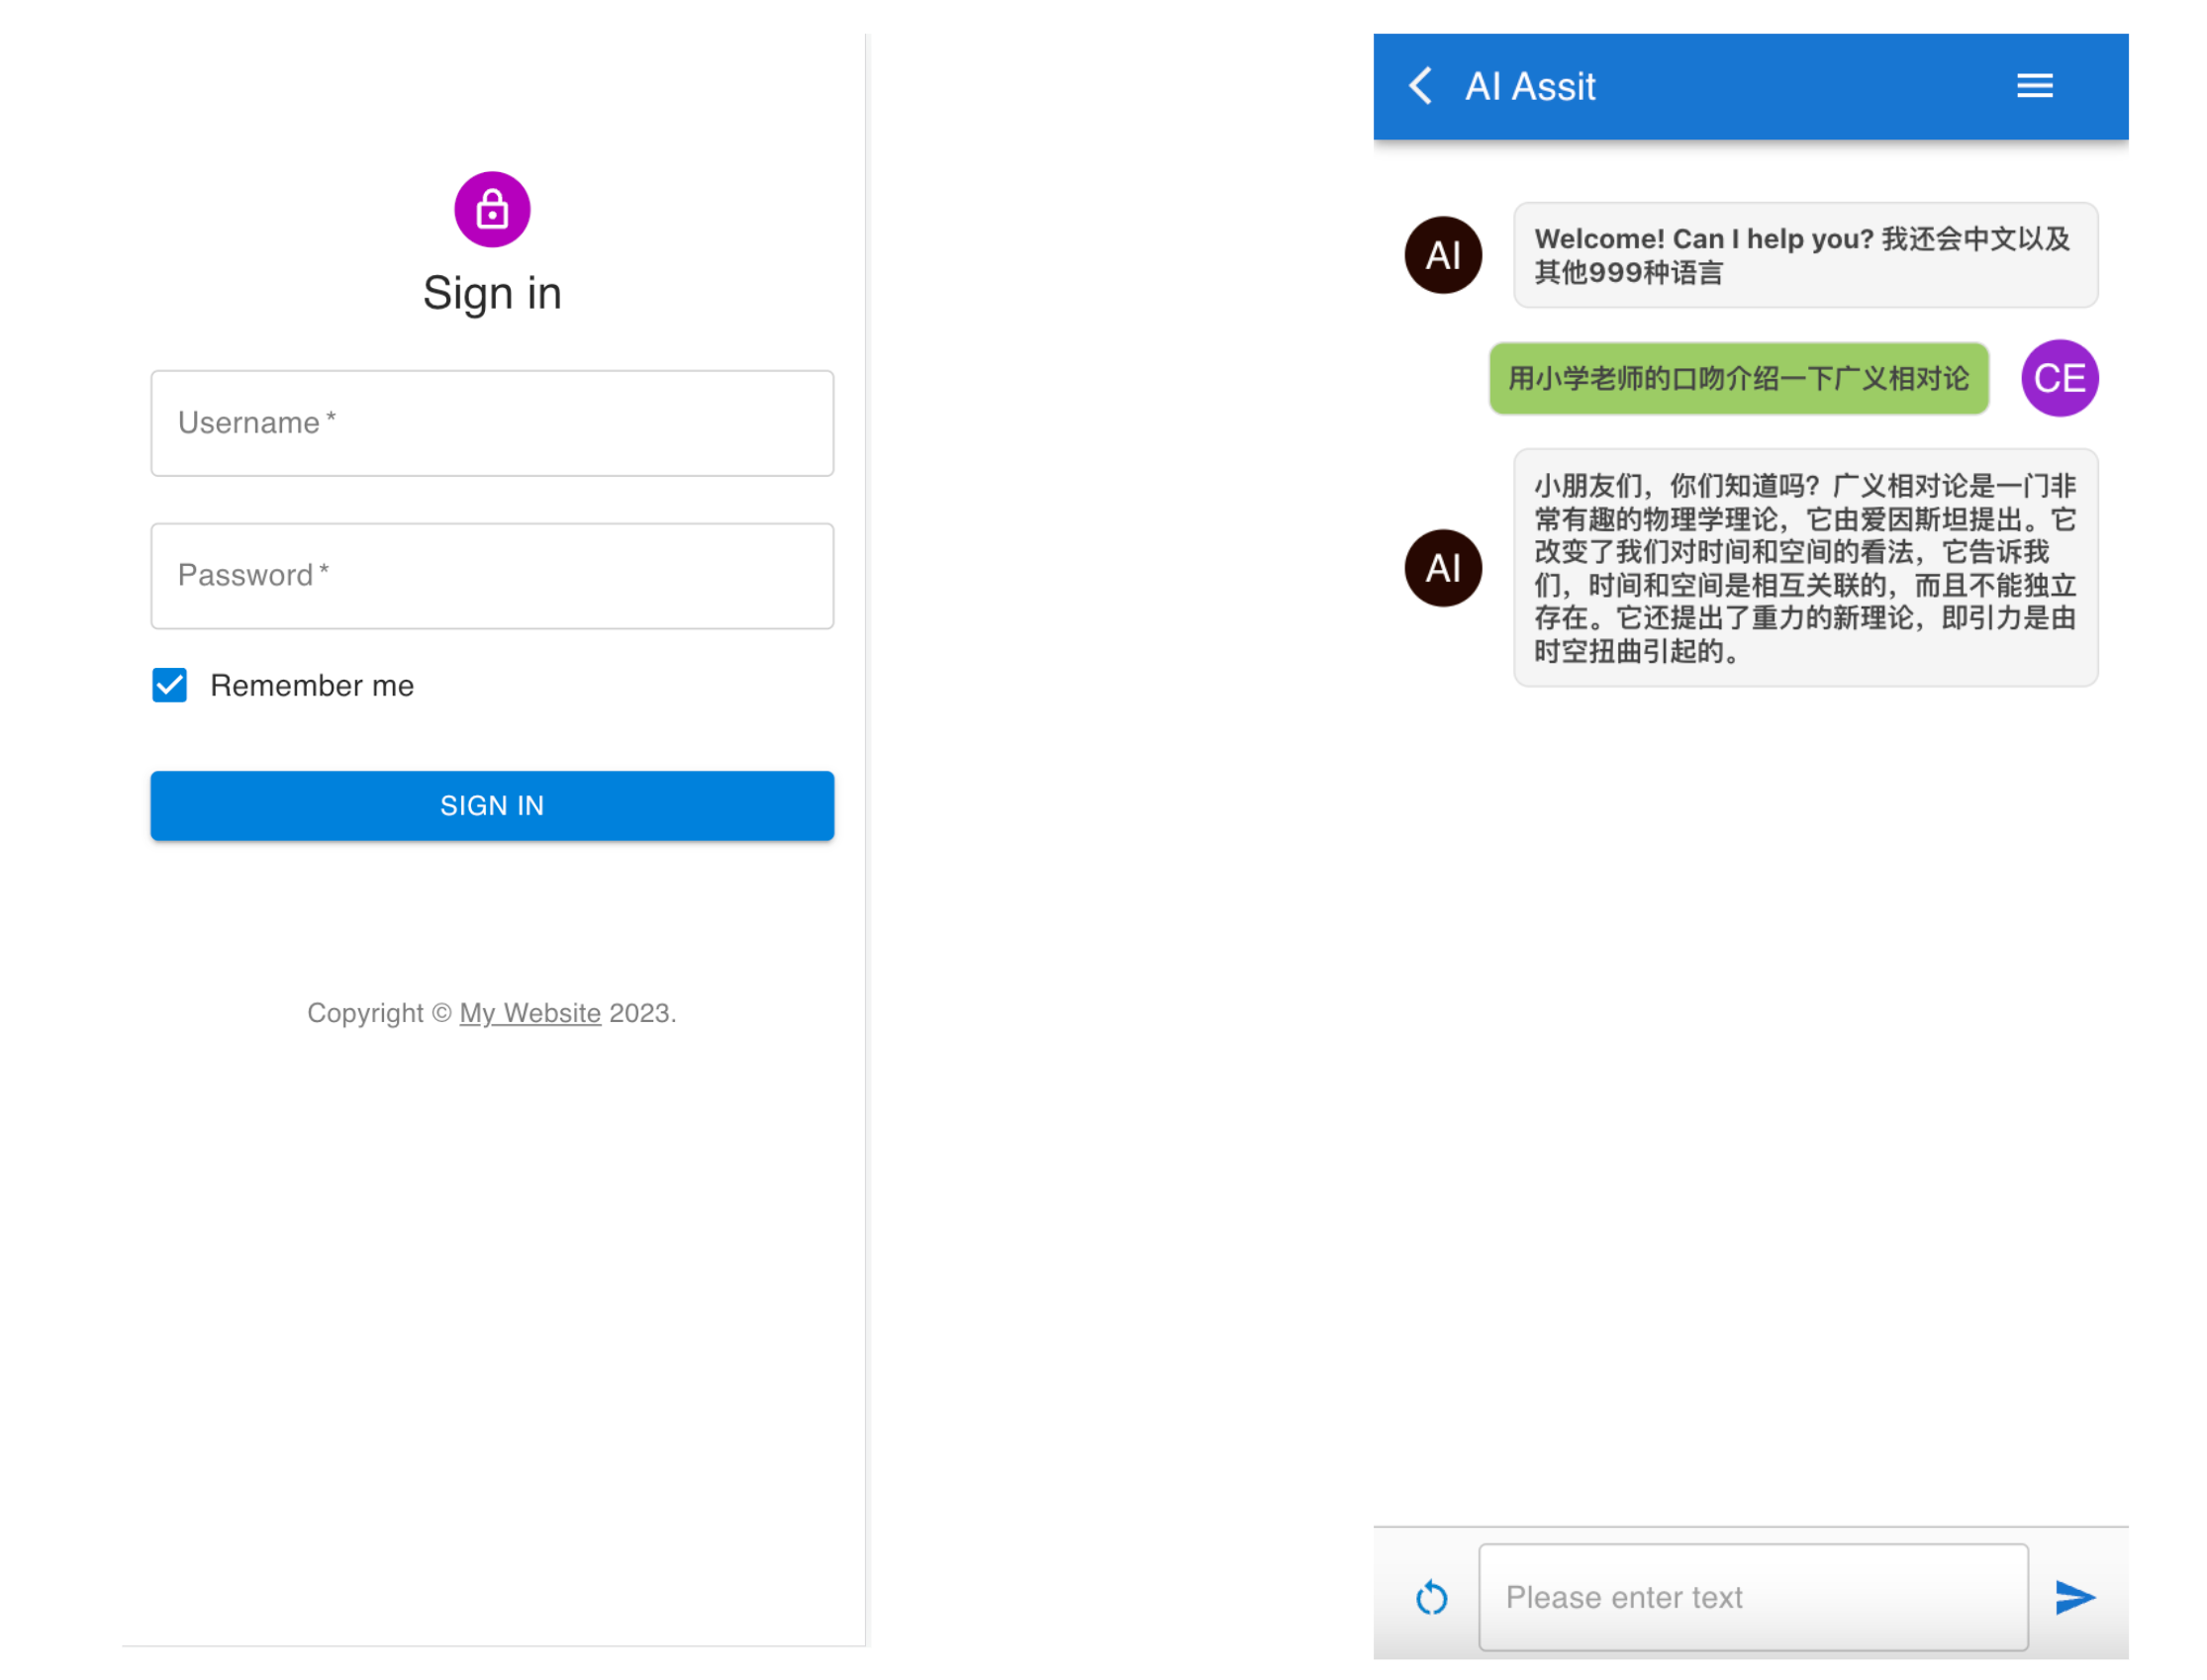 Sign in
Username *
Password *
Remember me
SIGN IN
Copyright © My Website 2023.
AI Assit
AI
Welcome! Can I help you? 我还会中文以及
其他999种语言
用小学老师的口吻介绍一下广义相对论
CE
AI
小朋友们，你们知道吗？广义相对论是一门非
常有趣的物理学理论，它由爱因斯坦提出。它
改变了我们对时间和空间的看法，它告诉我
们，时间和空间是相互关联的，而且不能独立
存在。它还提出了重力的新理论，即引力是由
时空扭曲引起的。
Please enter text